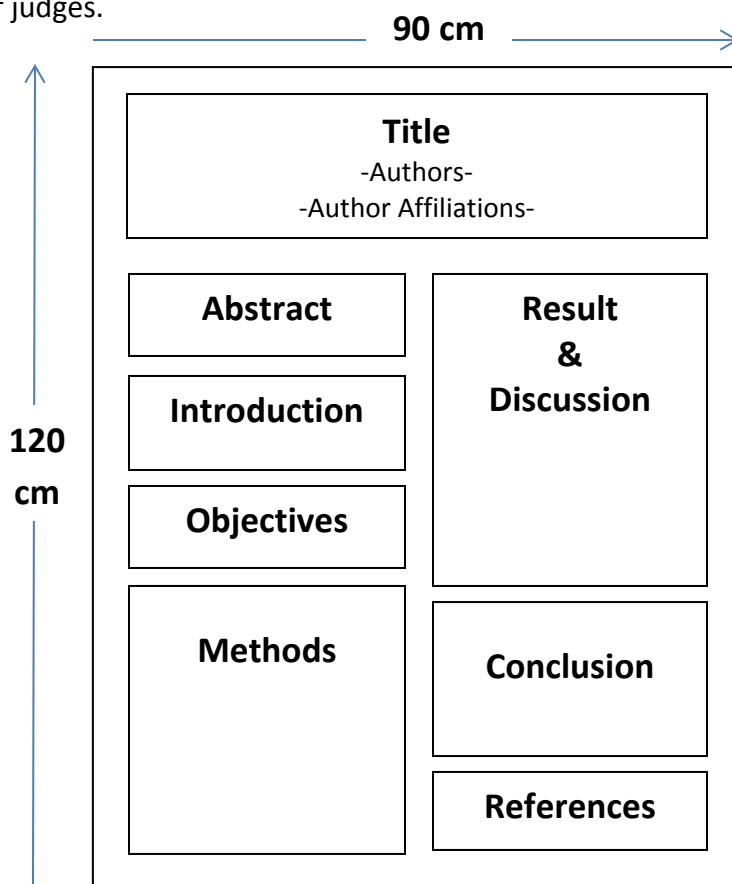 judges.
90 cm
Title
-Authors-
-Author Affiliations-
Abstract
Introduction
Objectives
Methods
Result
&
Discussion
Conclusion
References
120
cm